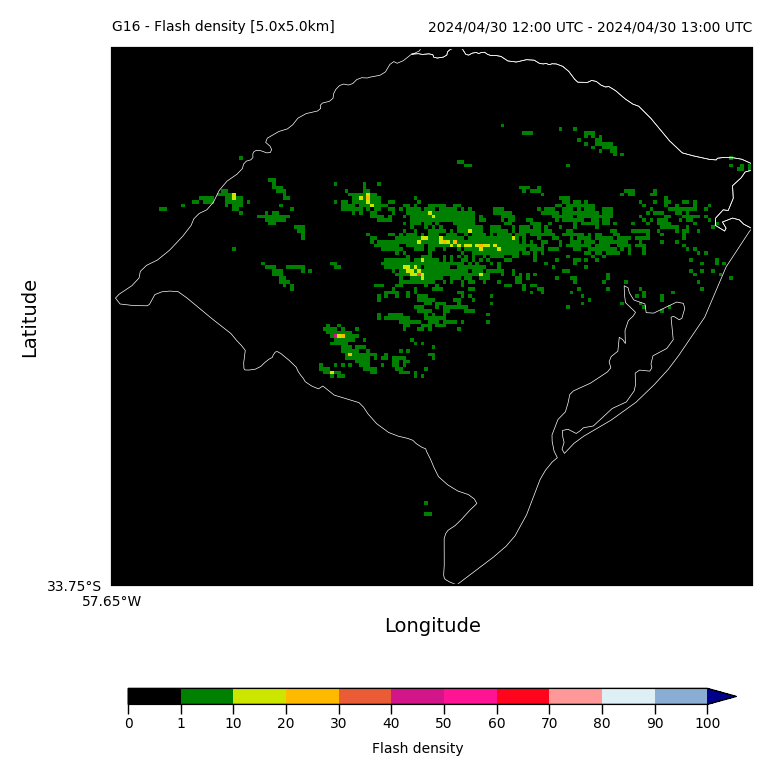 G16 - Flash density [5.0x5.0km] 2024/04/30 12:00 UTC - 2024/04/30 13:00 UTC
Latitude
33.75°S
57.65°W
Longitude
0 1 10 20 30 40 50 60 70 80 90 100
Flash density